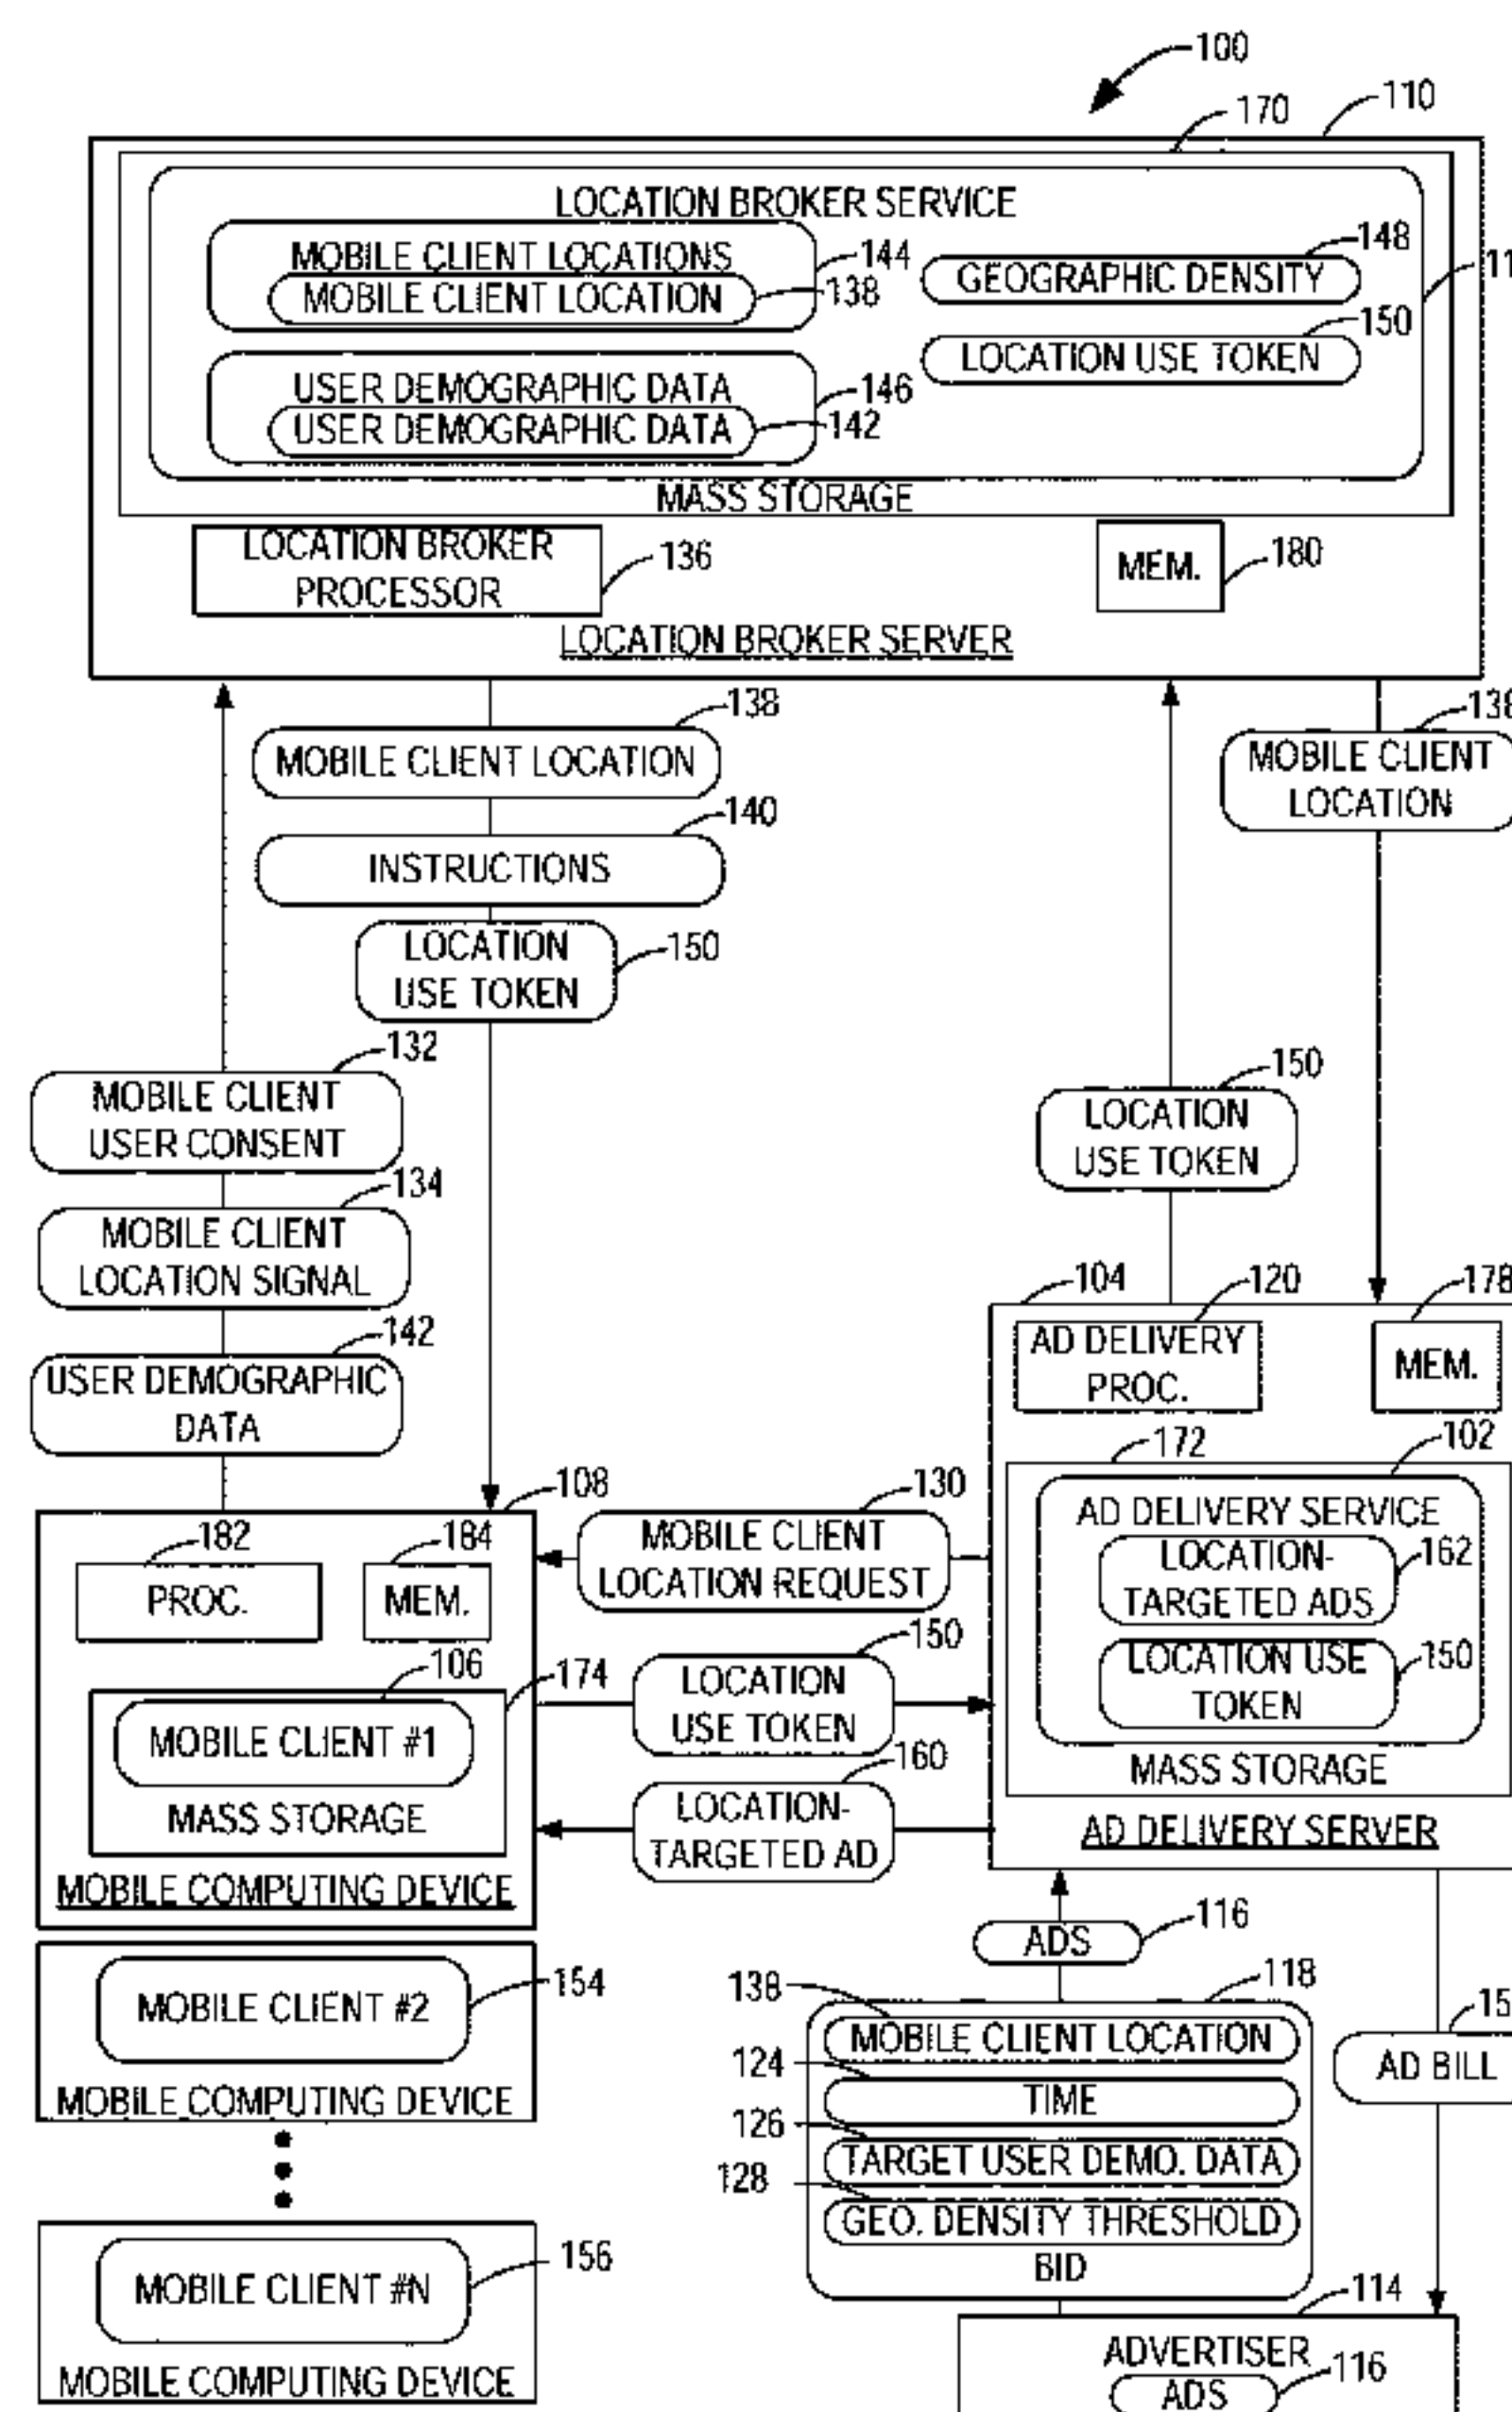 100
170
110
LOCATION BROKER SERVICE
MOBILE CLIENT LOCATIONS
144
MOBILE CLIENT LOCATION
138
GEOGRAPHIC DENSITY
148
11
LOCATION USE TOKEN
150
USER DEMOGRAPHIC DATA
146
USER DEMOGRAPHIC DATA
142
MASS STORAGE
LOCATION BROKER
PROCESSOR
136
MEM.
180
LOCATION BROKER SERVER
138
MOBILE CLIENT LOCATION
140
INSTRUCTIONS
LOCATION
USE TOKEN
150
138
MOBILE CLIENT
LOCATION
132
MOBILE CLIENT
USER CONSENT
134
MOBILE CLIENT
LOCATION SIGNAL
142
USER DEMOGRAPHIC
DATA
150
LOCATION
USE TOKEN
104
120
178
AD DELIVERY
PROC.
MEM.
172
102
AD DELIVERY SERVICE
LOCATION-
TARGETED ADS
162
LOCATION USE
TOKEN
150
MASS STORAGE
AD DELIVERY SERVER
108
182
184
PROC.
MEM.
106
174
MOBILE CLIENT #1
MASS STORAGE
MOBILE COMPUTING DEVICE
130
MOBILE CLIENT
LOCATION REQUEST
150
LOCATION
USE TOKEN
160
LOCATION-
TARGETED AD
MOBILE CLIENT #2
154
MOBILE COMPUTING DEVICE
MOBILE CLIENT #N
156
MOBILE COMPUTING DEVICE
ADS
116
138
118
MOBILE CLIENT LOCATION
124
TIME
126
TARGET USER DEMO. DATA
128
GEO. DENSITY THRESHOLD
BID
15
AD BILL
114
ADVERTISER
ADS
116